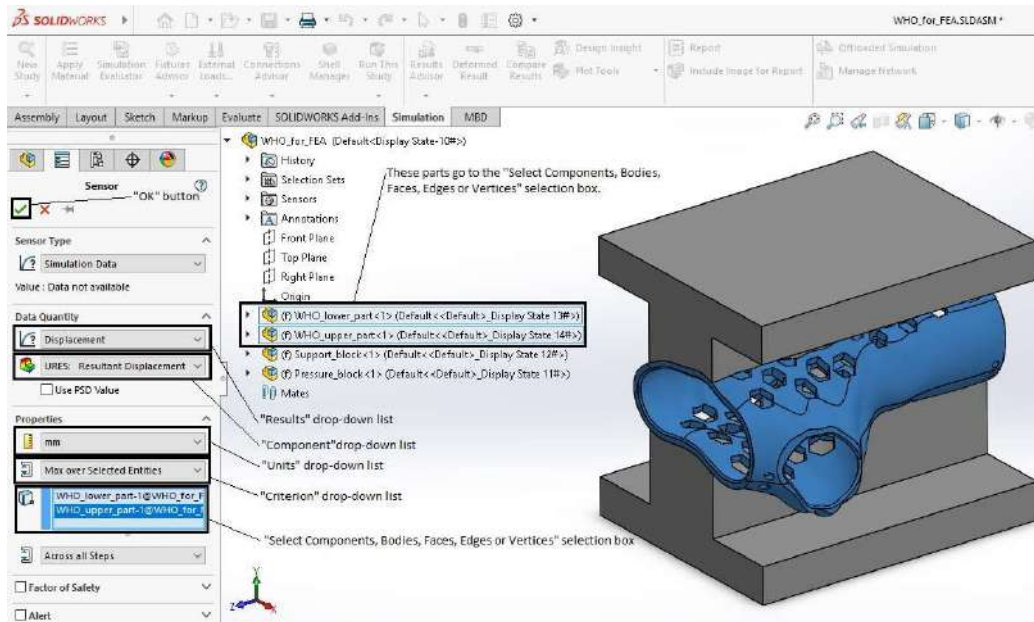 SOLIDWORKS
WHO_for_FEA.SLDASM *
New Study
Apply Material
Simulation Evaluator
Fixtures Advisor
External Loads...
Connections Advisor
Shell Manager
Run This Study
Results Advisor
Deformed Result
Compare Results
Design Insight
Plot Tools
Report
Include Image for Report
Offloaded Simulation
Manage Network
Assembly Layout Sketch Markup Evaluate SOLIDWORKS Add-Ins Simulation MBD
Sensor
"OK" button
Sensor Type
Simulation Data
Value : Data not available
Data Quantity
Displacement
URES: Resultant Displacement
Use PSD Value
Properties
mm
Max over Selected Entities
WHO_lower_part-1@WHO_for_F
WHO_upper_part-1@WHO_for_
Across all Steps
Factor of Safety
Alert
WHO_for_FEA (Default<Display State-10#>)
History
Selection Sets
Sensors
Annotations
Front Plane
Top Plane
Right Plane
Origin
(f) WHO_lower_part<1> (Default<<Default>_Display State 13#>)
(f) WHO_upper_part<1> (Default<<Default>_Display State 14#>)
(f) Support_block<1> (Default<<Default>_Display State 12#>)
(f) Pressure_block<1> (Default<<Default>_Display State 11#>)
Mates
These parts go to the "Select Components, Bodies,
Faces, Edges or Vertices" selection box.
"Results" drop-down list
"Component"drop-down list
"Units" drop-down list
"Criterion" drop-down list
"Select Components, Bodies, Faces, Edges or Vertices" selection box
Y
Z
X